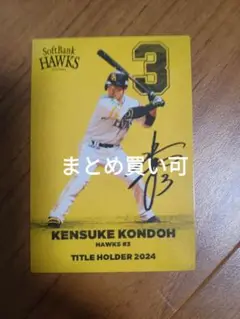 SoftBank
HAWKS
3
まとめ買い可
KENSUKE KONDOH
HAWKS #3
TITLE HOLDER 2024